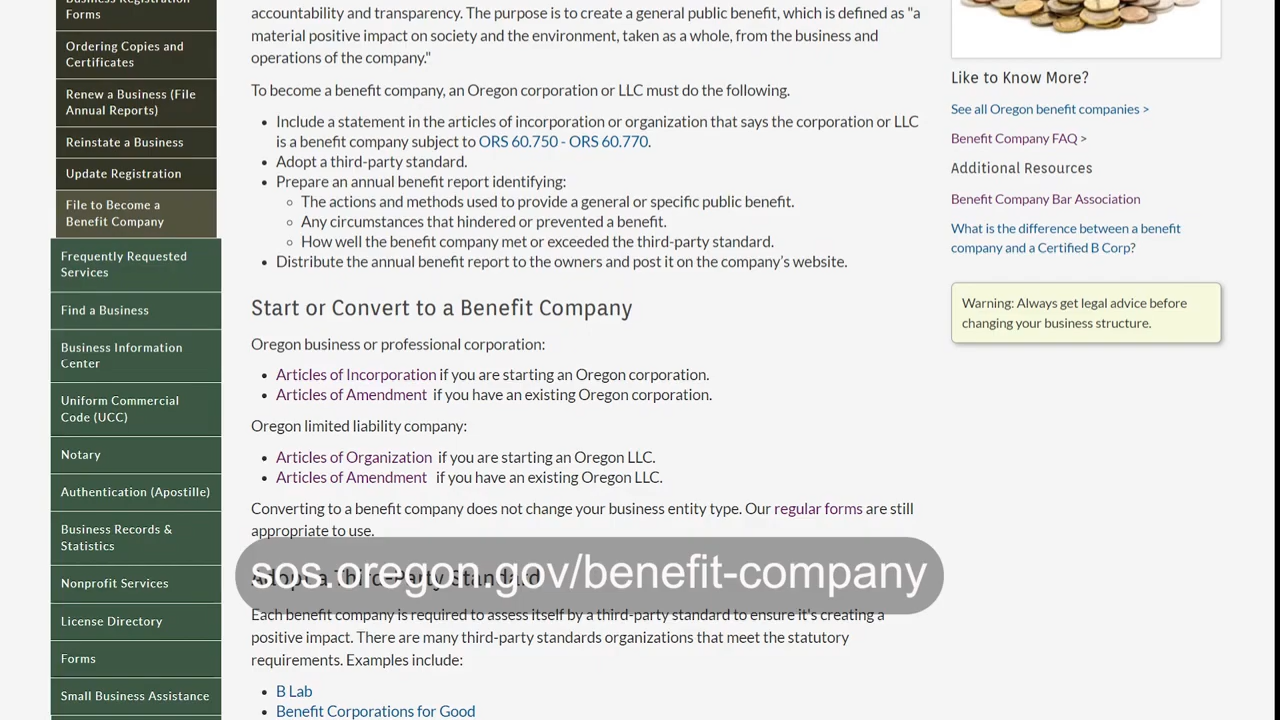 Business Registration
Forms
Ordering Copies and
Certificates
Renew a Business (File
Annual Reports)
Reinstate a Business
Update Registration
File to Become a
Benefit Company
Frequently Requested
Services
Find a Business
Business Information
Center
Uniform Commercial
Code (UCC)
Notary
Authentication (Apostille)
Business Records &
Statistics
Nonprofit Services
License Directory
Forms
Small Business Assistance
accountability and transparency. The purpose is to create a general public benefit, which is defined as "a
material positive impact on society and the environment, taken as a whole, from the business and
operations of the company."
To become a benefit company, an Oregon corporation or LLC must do the following.
• Include a statement in the articles of incorporation or organization that says the corporation or LLC
is a benefit company subject to ORS 60.750 - ORS 60.770.
• Adopt a third-party standard.
• Prepare an annual benefit report identifying:
◦ The actions and methods used to provide a general or specific public benefit.
◦ Any circumstances that hindered or prevented a benefit.
◦ How well the benefit company met or exceeded the third-party standard.
• Distribute the annual benefit report to the owners and post it on the company's website.
Start or Convert to a Benefit Company
Oregon business or professional corporation:
• Articles of Incorporation if you are starting an Oregon corporation.
• Articles of Amendment if you have an existing Oregon corporation.
Oregon limited liability company:
• Articles of Organization if you are starting an Oregon LLC.
• Articles of Amendment if you have an existing Oregon LLC.
Converting to a benefit company does not change your business entity type. Our regular forms are still
appropriate to use.
Adopt a Third-Party Standard
sos.oregon.gov/benefit-company
Each benefit company is required to assess itself by a third-party standard to ensure it's creating a
positive impact. There are many third-party standards organizations that meet the statutory
requirements. Examples include:
• B Lab
• Benefit Corporations for Good
Like to Know More?
See all Oregon benefit companies >
Benefit Company FAQ >
Additional Resources
Benefit Company Bar Association
What is the difference between a benefit
company and a Certified B Corp?
Warning: Always get legal advice before
changing your business structure.